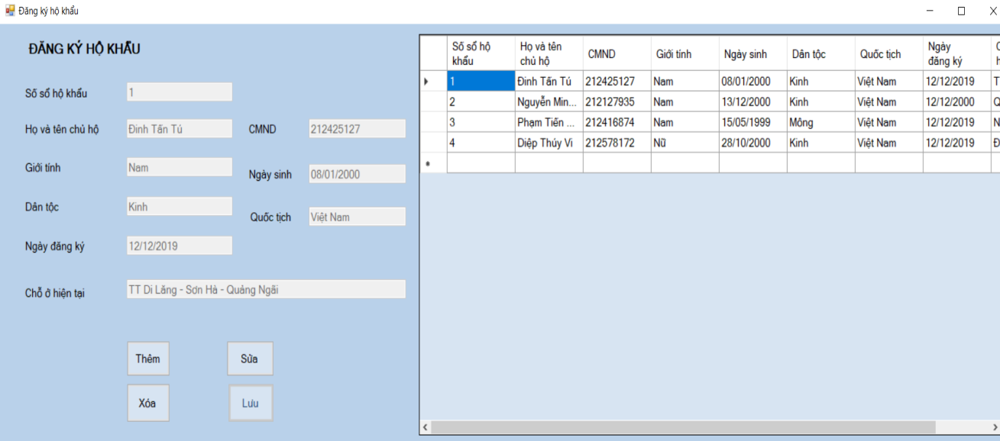 Đăng ký hộ khẩu
ĐĂNG KÝ HỘ KHẨU
Số sổ hộ khẩu 1
Họ và tên chủ hộ Đinh Tấn Tú CMND 212425127
Giới tính Nam Ngày sinh 08/01/2000
Dân tộc Kinh Quốc tịch Việt Nam
Ngày đăng ký 12/12/2019
Chỗ ở hiện tại TT Di Lăng - Sơn Hà - Quảng Ngãi
Thêm Sửa
Xóa Lưu
Số sổ hộ khẩu Họ và tên chủ hộ CMND Giới tính Ngày sinh Dân tộc Quốc tịch Ngày đăng ký
1 Đinh Tấn Tú 212425127 Nam 08/01/2000 Kinh Việt Nam 12/12/2019 T
2 Nguyễn Min... 212127935 Nam 13/12/2000 Kinh Việt Nam 12/12/2000 Q
3 Phạm Tiến ... 212416874 Nam 15/05/1999 Mông Việt Nam 12/12/2019 N
4 Diệp Thúy Vi 212578172 Nữ 28/10/2000 Kinh Việt Nam 12/12/2019 Đ